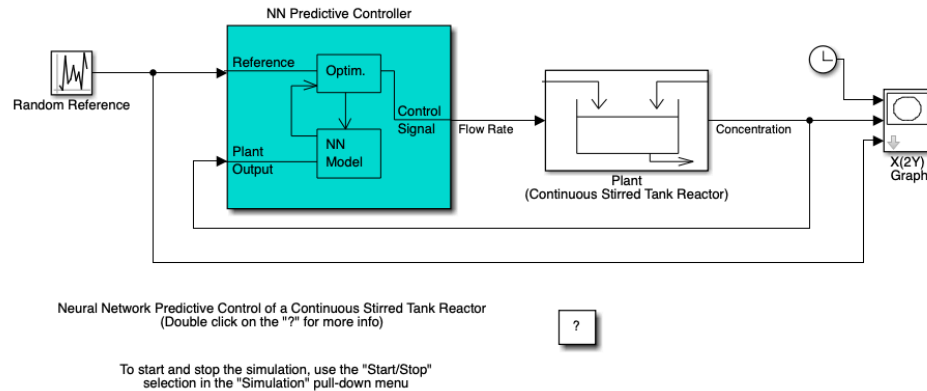 NN Predictive Controller
Random Reference
Reference
Optim.
Control
Signal
Plant
Output
NN
Model
Flow Rate
Plant
(Continuous Stirred Tank Reactor)
Concentration
X(2Y)
Graph
Neural Network Predictive Control of a Continuous Stirred Tank Reactor
(Double click on the "?" for more info)
?
To start and stop the simulation, use the "Start/Stop"
selection in the "Simulation" pull-down menu